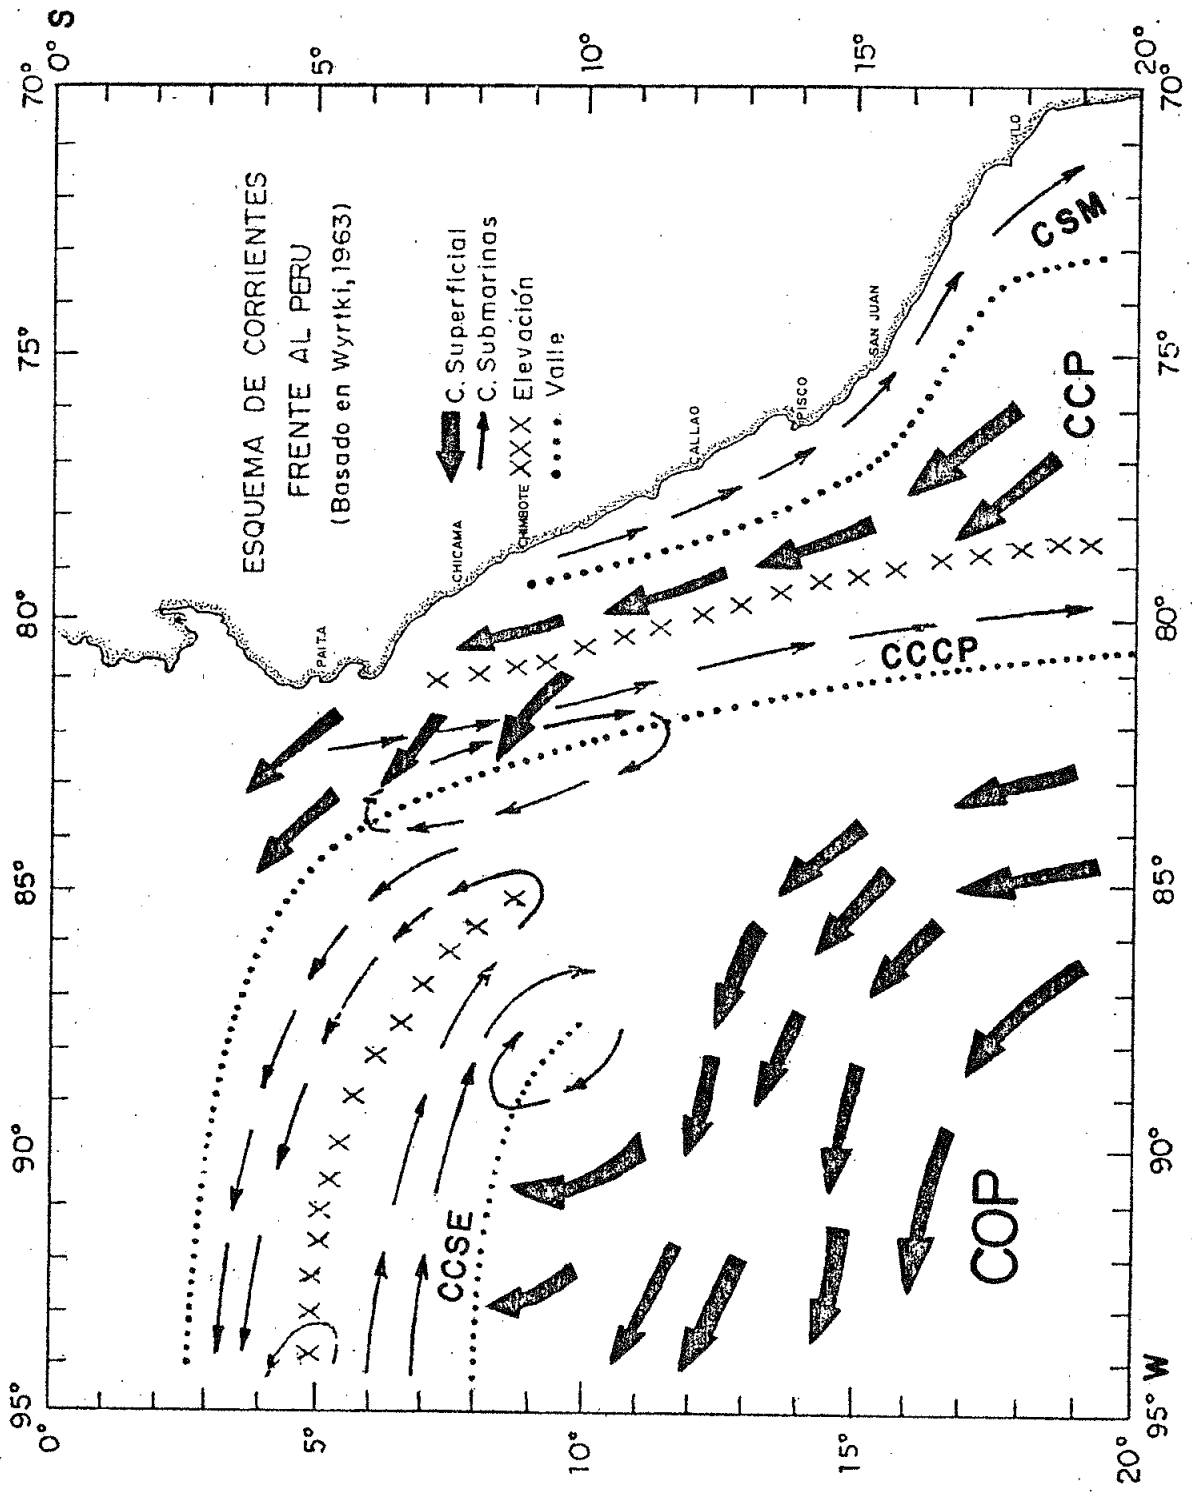 95° 90° 85° 80° 75° 70°
0° 0° S
ESQUEMA DE CORRIENTES
FRENTE AL PERU
(Basado en Wyrtki, 1963)
5° PAITA 5°
C. Superficial
CHICAMA
C. Submarinas
CCSE
CHIMBOTE
XXX Elevación
Valle
10° 10°
CALLAO
PISCO
15° SAN JUAN 15°
CCCP
COP
ILO
CSM
CCP
20° 20°
95° W 90° 85° 80° 75° 70°